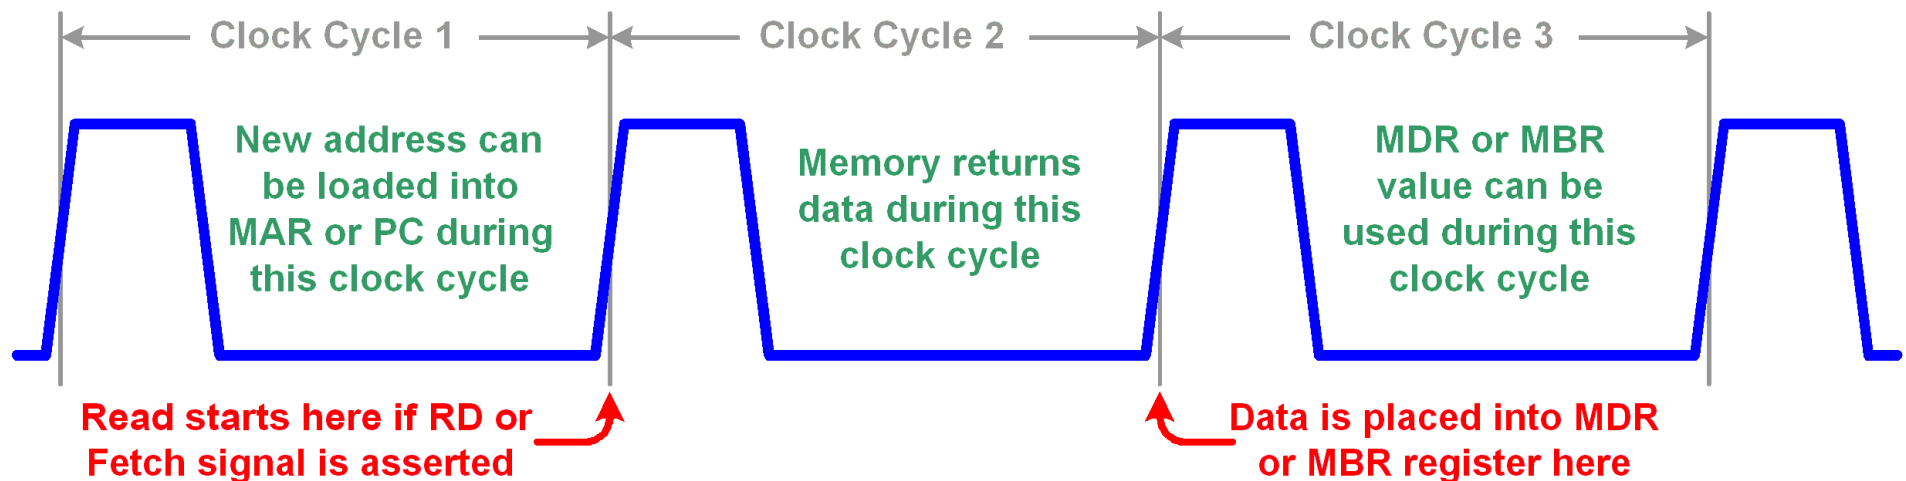 Clock Cycle 1
Clock Cycle 2
Clock Cycle 3
New address can
be loaded into
MAR or PC during
this clock cycle
Memory returns
data during this
clock cycle
MDR or MBR
value can be
used during this
clock cycle
Read starts here if RD or
Fetch signal is asserted
Data is placed into MDR
or MBR register here